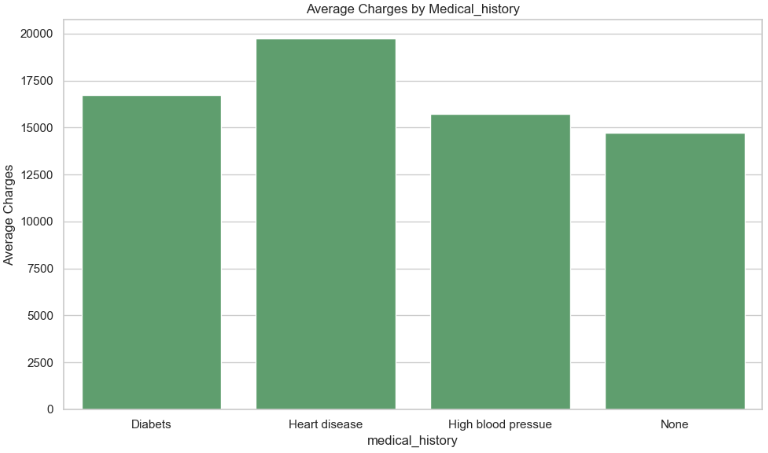 Average Charges by Medical_history
20000
17500
15000
12500
10000
7500
5000
2500
0
Average Charges
Diabets Heart disease High blood pressue None
medical_history